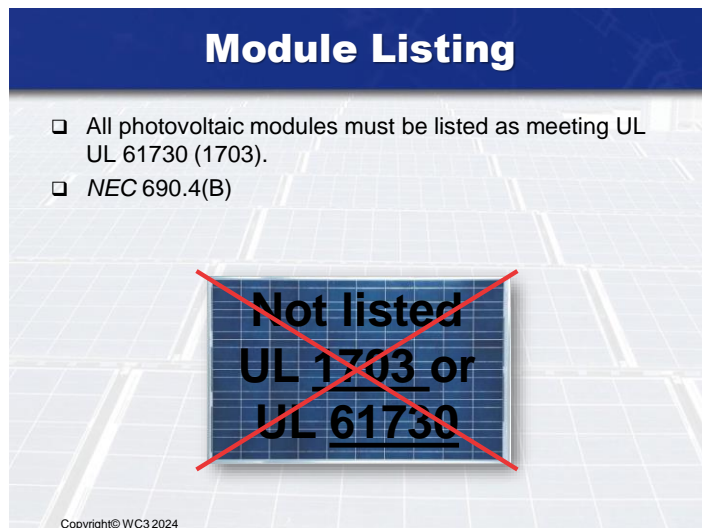 Module Listing
❑ All photovoltaic modules must be listed as meeting UL
UL 61730 (1703).
❑ NEC 690.4(B)
Not listed
UL 1703 or
UL 61730
Copyright© WC3 2024